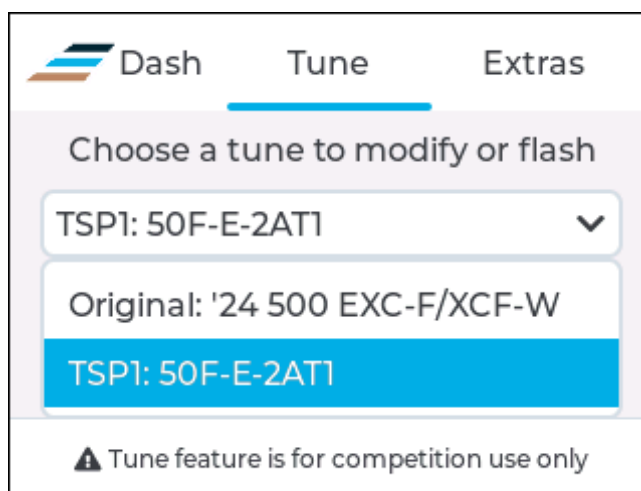 Dash Tune Extras
Choose a tune to modify or flash
TSP1: 50F-E-2AT1
Original: '24 500 EXC-F/XCF-W
TSP1: 50F-E-2AT1
Tune feature is for competition use only